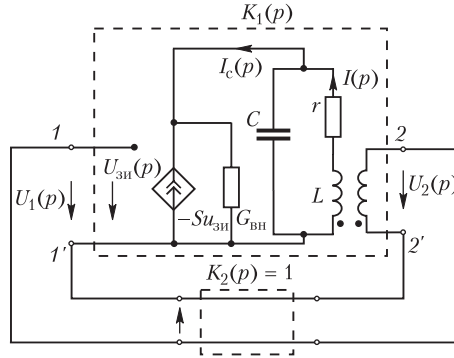 K₁(p)
I_c(p)
I(p)
r
C
1
2
U_зи(p)
U₁(p)
L
U₂(p)
−Su_зи
G_вн
1′
2′
K₂(p) = 1